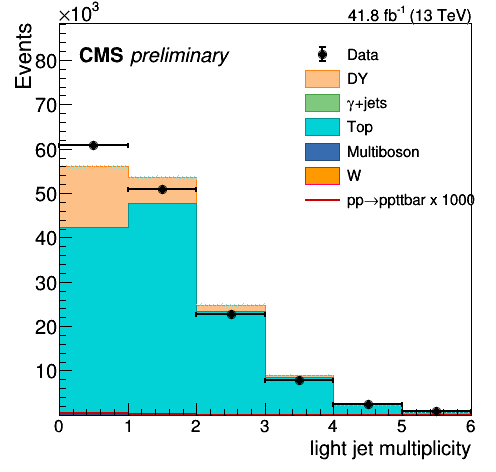 ×10³
41.8 fb⁻¹ (13 TeV)
Events
CMS preliminary
Data
DY
γ+jets
Top
Multiboson
W
pp→ppttbar x 1000
80
70
60
50
40
30
20
10
0 1 2 3 4 5 6
light jet multiplicity